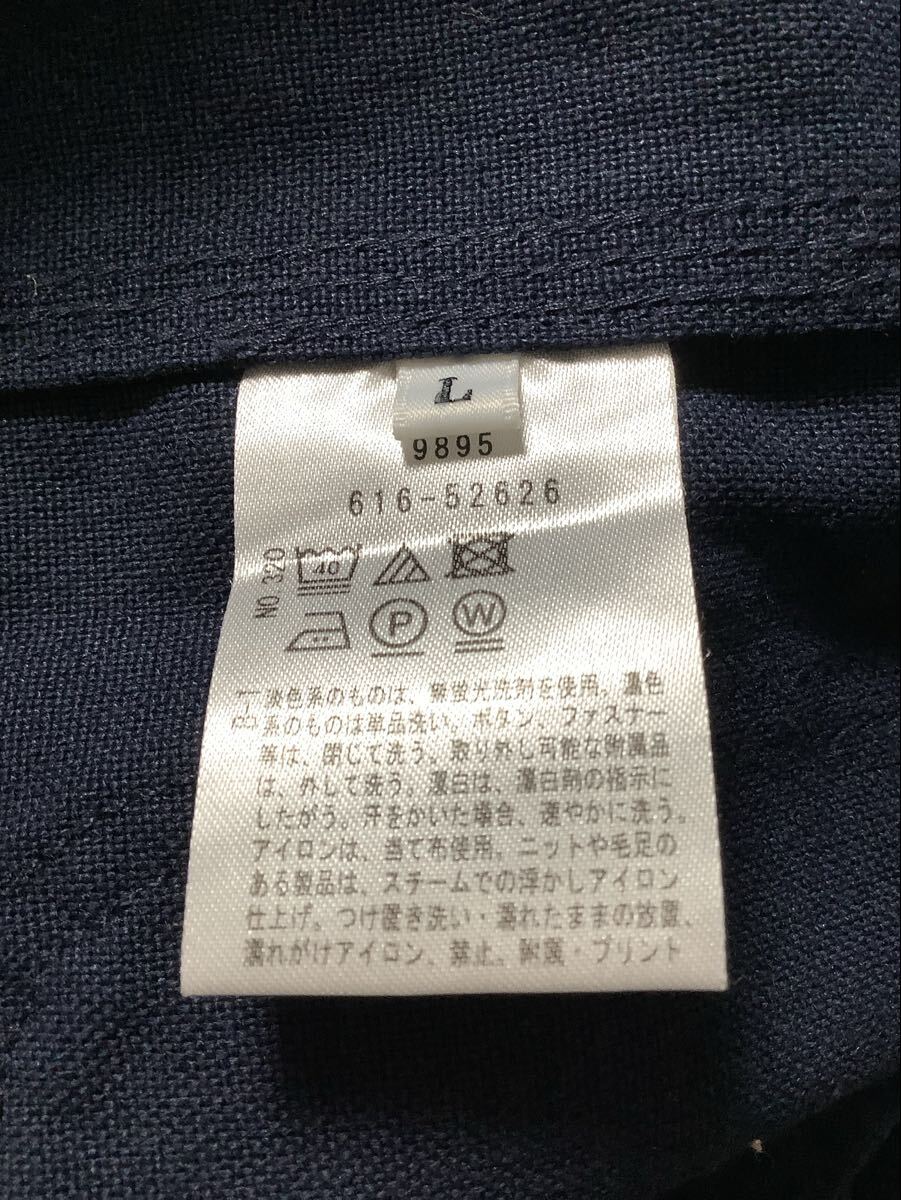 L
9895
616-52626
NO 320
40
P
W
淡色系のものは、無蛍光洗剤を使用。濃色
系のものは単品洗い、ボタン、ファスナー
等は、閉じて洗う。取り外し可能な附属品
は、外して洗う。漂白は、漂白剤の指示に
したがう。汗をかいた場合、速やかに洗う。
アイロンは、当て布使用。ニットや毛足の
ある製品は、スチームでの浮かしアイロン
仕上げ。つけ置き洗い・濡れたままの放置、
濡れがけアイロン、禁止、附属・プリント